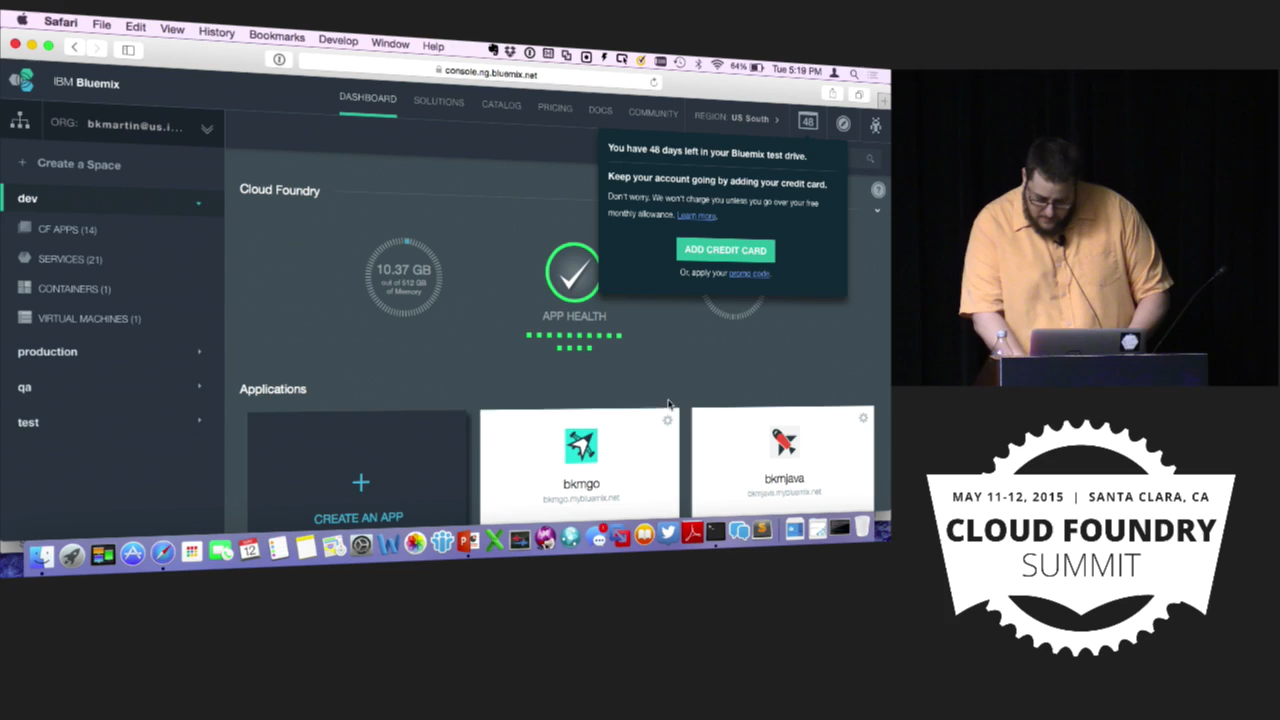 Safari File Edit View History Bookmarks Develop Window Help
64% Tue 5:19 PM
console.ng.bluemix.net
IBM Bluemix
DASHBOARD SOLUTIONS CATALOG PRICING DOCS COMMUNITY REGION: US South 48
ORG: bkmartin@us.i...
+ Create a Space
dev
CF APPS (14)
SERVICES (21)
CONTAINERS (1)
VIRTUAL MACHINES (1)
production
qa
test
Cloud Foundry
10.37 GB
out of 512 GB
of Memory
APP HEALTH
You have 48 days left in your Bluemix test drive.
Keep your account going by adding your credit card.
Don't worry. We won't charge you unless you go over your free
monthly allowance. Learn more.
ADD CREDIT CARD
Or, apply your promo code.
Applications
+
CREATE AN APP
bkmgo
bkmgo.mybluemix.net
bkmjava
bkmjava.mybluemix.net
12
MAY 11-12, 2015 | SANTA CLARA, CA
CLOUD FOUNDRY
SUMMIT